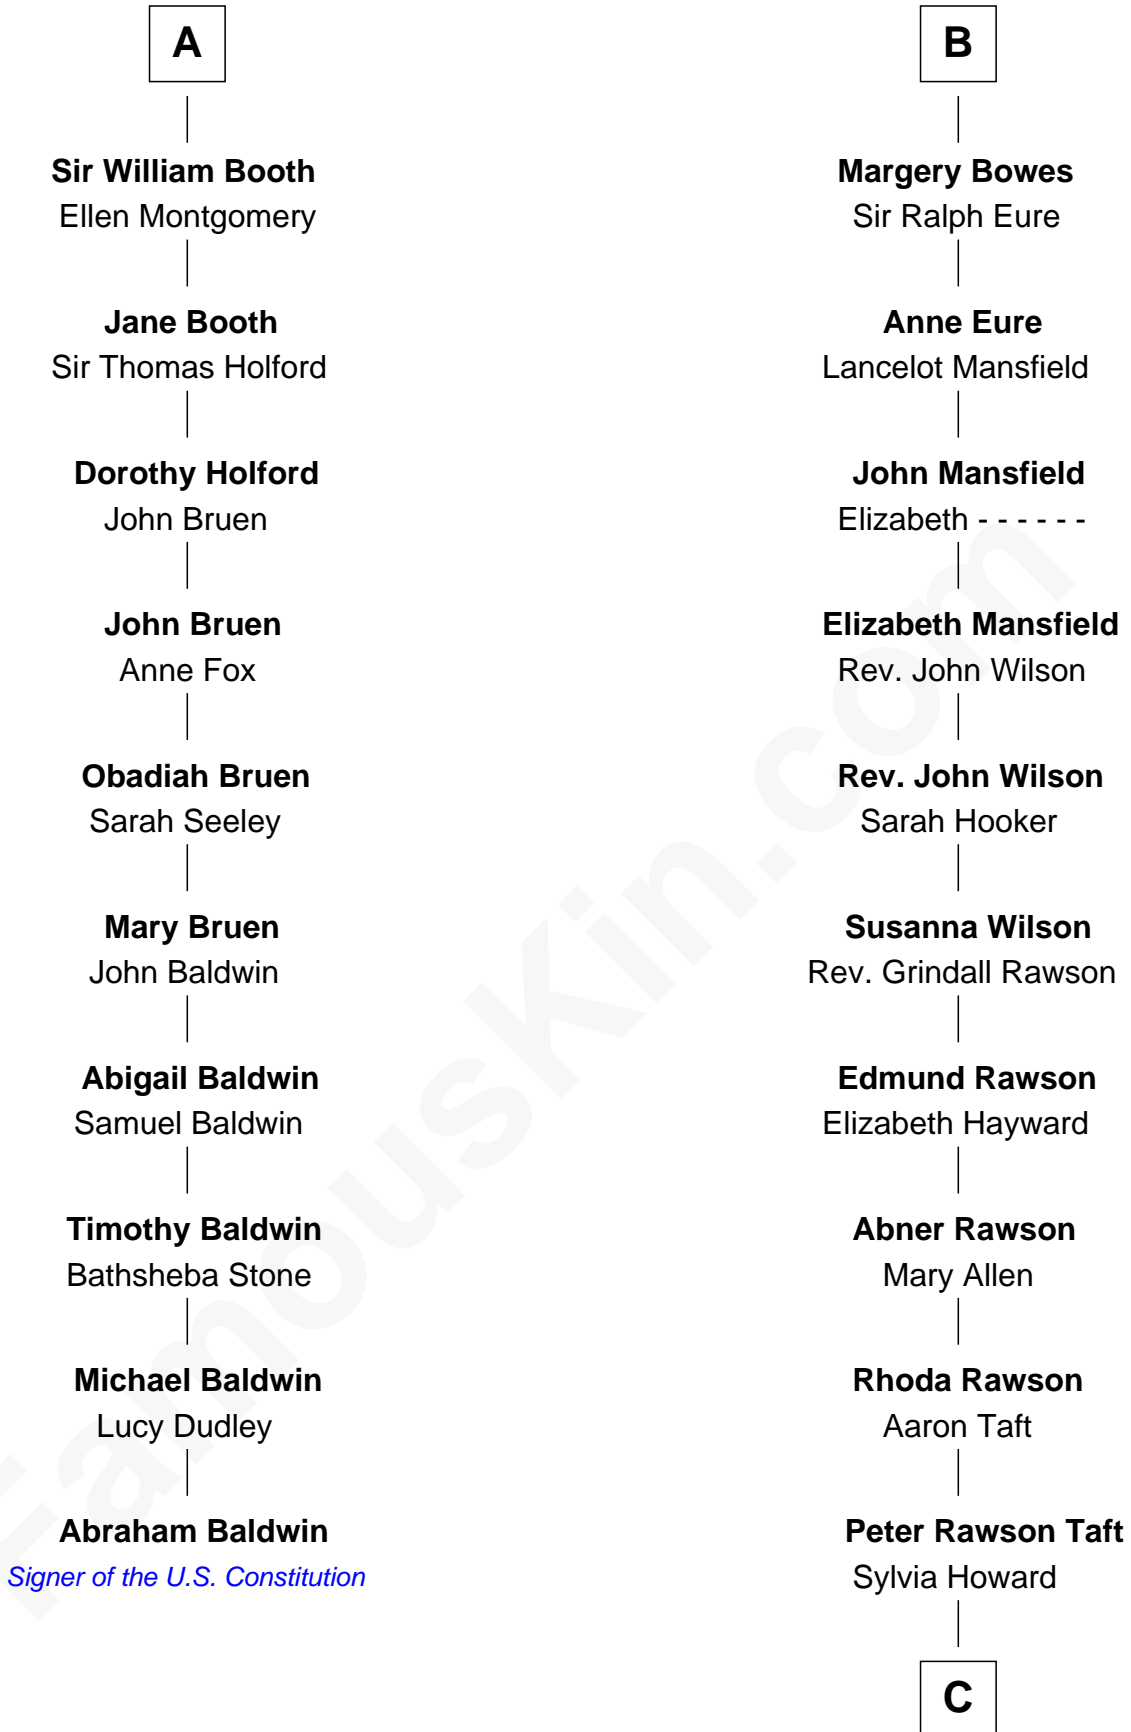 A
Sir William Booth
Ellen Montgomery
Jane Booth
Sir Thomas Holford
Dorothy Holford
John Bruen
John Bruen
Anne Fox
Obadiah Bruen
Sarah Seeley
Mary Bruen
John Baldwin
Abigail Baldwin
Samuel Baldwin
Timothy Baldwin
Bathsheba Stone
Michael Baldwin
Lucy Dudley
Abraham Baldwin
Signer of the U.S. Constitution
B
Margery Bowes
Sir Ralph Eure
Anne Eure
Lancelot Mansfield
John Mansfield
Elizabeth - - - - - -
Elizabeth Mansfield
Rev. John Wilson
Rev. John Wilson
Sarah Hooker
Susanna Wilson
Rev. Grindall Rawson
Edmund Rawson
Elizabeth Hayward
Abner Rawson
Mary Allen
Rhoda Rawson
Aaron Taft
Peter Rawson Taft
Sylvia Howard
C
FamousKin.com